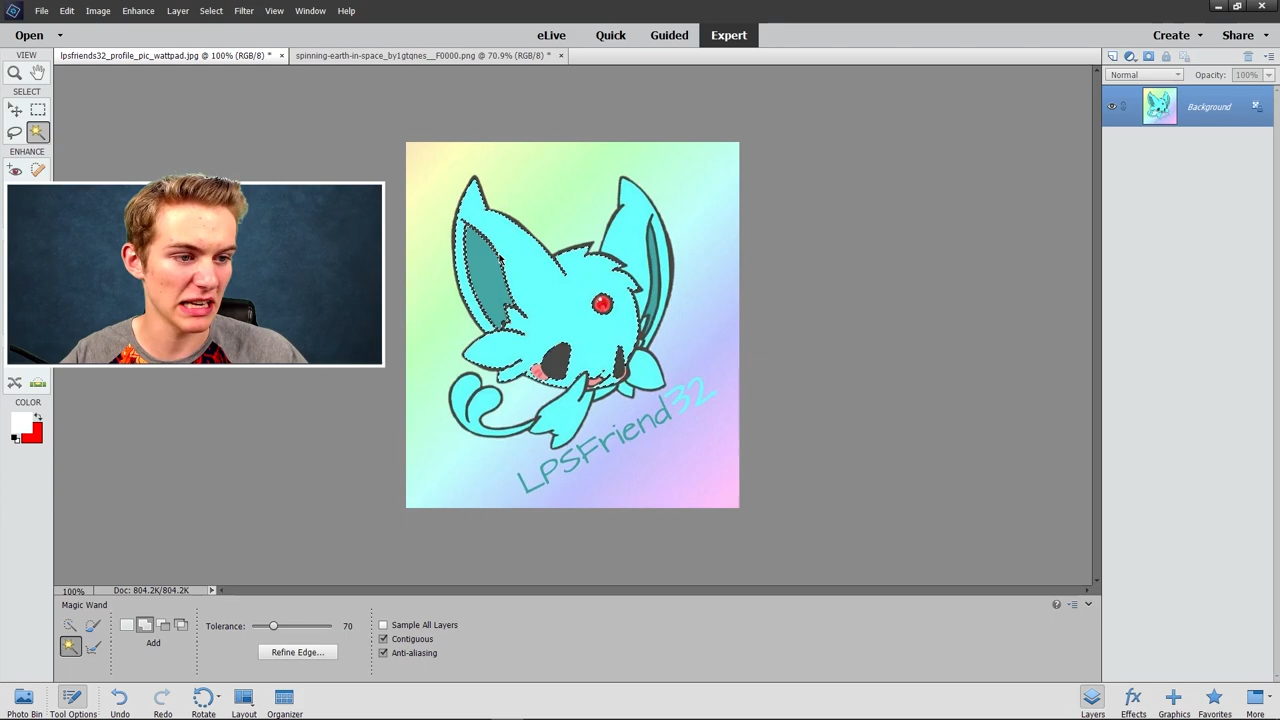 File Edit Image Enhance Layer Select Filter View Window Help
Open eLive Quick Guided Expert Create Share
VIEW lpsfriends32_profile_pic_wattpad.jpg @ 100% (RGB/8) * × spinning-earth-in-space_by1gtqnes__F0000.png @ 70.9% (RGB/8) * ×
Normal Opacity: 100%
SELECT
Background
ENHANCE
LPSFriend32
COLOR
100% Doc: 804.2K/804.2K
Magic Wand
Tolerance: 70 Sample All Layers
Add Contiguous
Refine Edge... Anti-aliasing
Photo Bin Tool Options Undo Redo Rotate Layout Organizer Layers Effects Graphics Favorites More